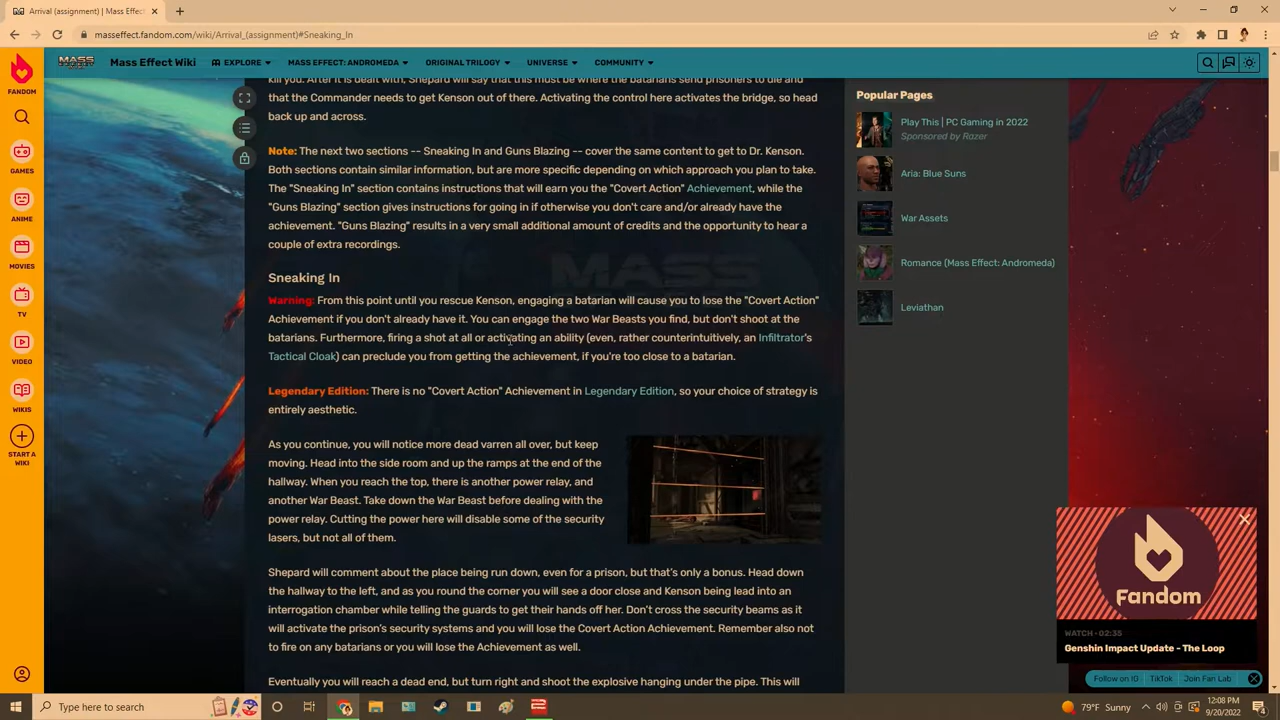 Arrival (assignment) | Mass Effe
masseffect.fandom.com/wiki/Arrival_(assignment)#Sneaking_In
FANDOM
MASS EFFECT
Mass Effect Wiki
EXPLORE
MASS EFFECT: ANDROMEDA
ORIGINAL TRILOGY
UNIVERSE
COMMUNITY
GAMES
ANIME
MOVIES
TV
VIDEO
WIKIS
START A
WIKI
kill you. After it is dealt with, Shepard will say that this must be where the batarians send prisoners to die and
that the Commander needs to get Kenson out of there. Activating the control here activates the bridge, so head
back up and across.
Note: The next two sections -- Sneaking In and Guns Blazing -- cover the same content to get to Dr. Kenson.
Both sections contain similar information, but are more specific depending on which approach you plan to take.
The "Sneaking In" section contains instructions that will earn you the "Covert Action" Achievement, while the
"Guns Blazing" section gives instructions for going in if otherwise you don't care and/or already have the
achievement. "Guns Blazing" results in a very small additional amount of credits and the opportunity to hear a
couple of extra recordings.
Sneaking In
Warning: From this point until you rescue Kenson, engaging a batarian will cause you to lose the "Covert Action"
Achievement if you don't already have it. You can engage the two War Beasts you find, but don't shoot at the
batarians. Furthermore, firing a shot at all or activating an ability (even, rather counterintuitively, an Infiltrator's
Tactical Cloak) can preclude you from getting the achievement, if you're too close to a batarian.
Legendary Edition: There is no "Covert Action" Achievement in Legendary Edition, so your choice of strategy is
entirely aesthetic.
As you continue, you will notice more dead varren all over, but keep
moving. Head into the side room and up the ramps at the end of the
hallway. When you reach the top, there is another power relay, and
another War Beast. Take down the War Beast before dealing with the
power relay. Cutting the power here will disable some of the security
lasers, but not all of them.
Shepard will comment about the place being run down, even for a prison, but that's only a bonus. Head down
the hallway to the left, and as you round the corner you will see a door close and Kenson being lead into an
interrogation chamber while telling the guards to get their hands off her. Don't cross the security beams as it
will activate the prison's security systems and you will lose the Covert Action Achievement. Remember also not
to fire on any batarians or you will lose the Achievement as well.
Eventually you will reach a dead end, but turn right and shoot the explosive hanging under the pipe. This will
Popular Pages
Play This | PC Gaming in 2022
Sponsored by Razer
Aria: Blue Suns
War Assets
Romance (Mass Effect: Andromeda)
Leviathan
Fandom
WATCH • 02:35
Genshin Impact Update - The Loop
Follow on IG
TikTok
Join Fan Lab
Type here to search
79°F Sunny
12:08 PM
9/20/2022
4